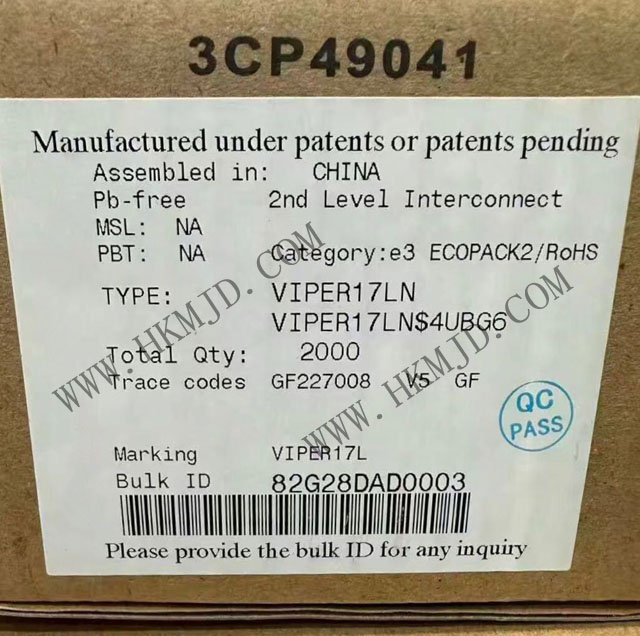 3CP49041
Manufactured under patents or patents pending
Assembled in: CHINA
Pb-free 2nd Level Interconnect
MSL: NA
PBT: NA Category:e3 ECOPACK2/RoHS
TYPE: VIPER17LN
VIPER17LN$4UBG6
Total Qty: 2000
Trace codes GF227008 V5 GF
QC
PASS
Marking VIPER17L
Bulk ID 82G28DAD0003
Please provide the bulk ID for any inquiry
WWW.HKMJD.COM
WWW.HKMJD.COM